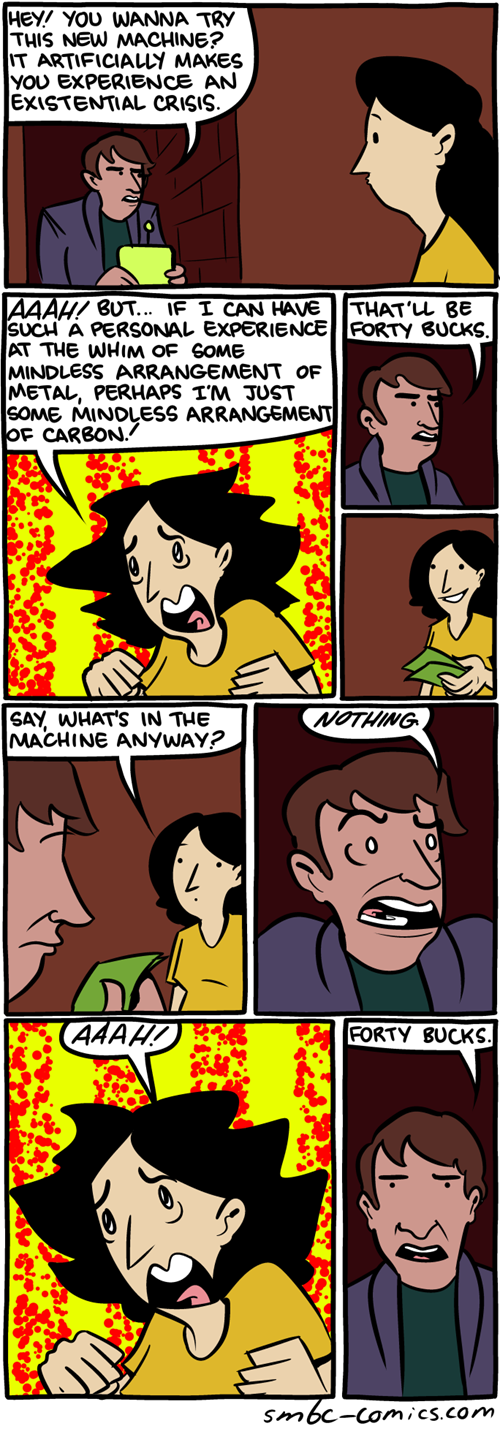 HEY! YOU WANNA TRY
THIS NEW MACHINE?
IT ARTIFICIALLY MAKES
YOU EXPERIENCE AN
EXISTENTIAL CRISIS.
AAAH! BUT... IF I CAN HAVE
SUCH A PERSONAL EXPERIENCE
AT THE WHIM OF SOME
MINDLESS ARRANGEMENT OF
METAL, PERHAPS I'M JUST
SOME MINDLESS ARRANGEMENT
OF CARBON!
THAT'LL BE
FORTY BUCKS.
SAY, WHAT'S IN THE
MACHINE ANYWAY?
NOTHING
AAAH!
FORTY BUCKS.
smbc-comics.com